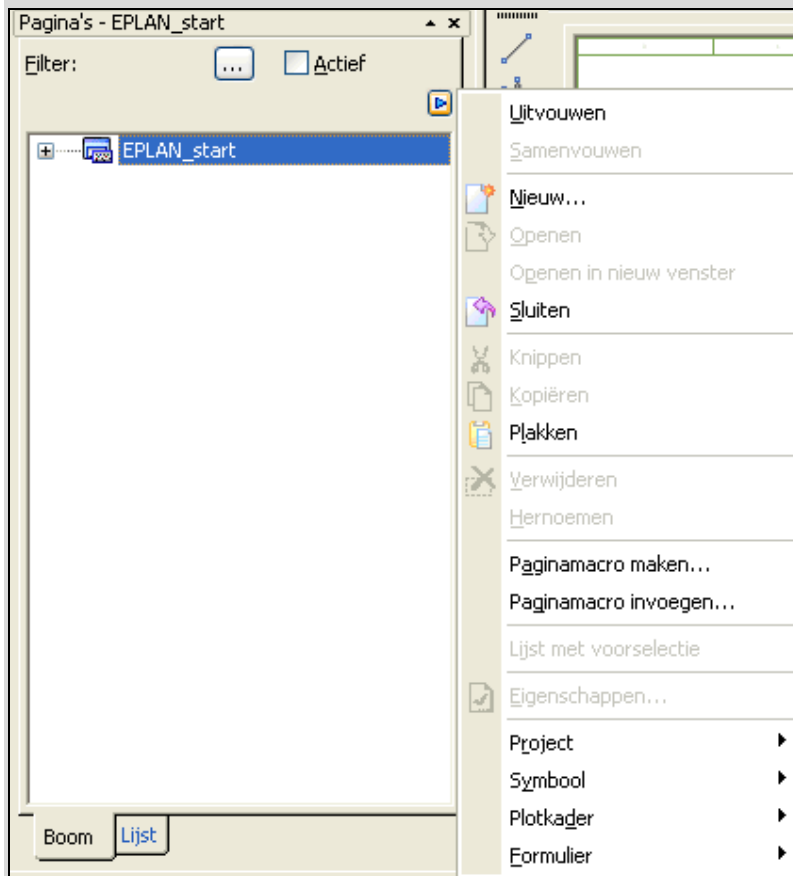 Pagina's - EPLAN_start
Filter:
...
Actief
EPLAN_start
Boom
Lijst
Uitvouwen
Samenvouwen
Nieuw...
Openen
Openen in nieuw venster
Sluiten
Knippen
Kopiëren
Plakken
Verwijderen
Hernoemen
Paginamacro maken...
Paginamacro invoegen...
Lijst met voorselectie
Eigenschappen...
Project
Symbool
Plotkader
Formulier